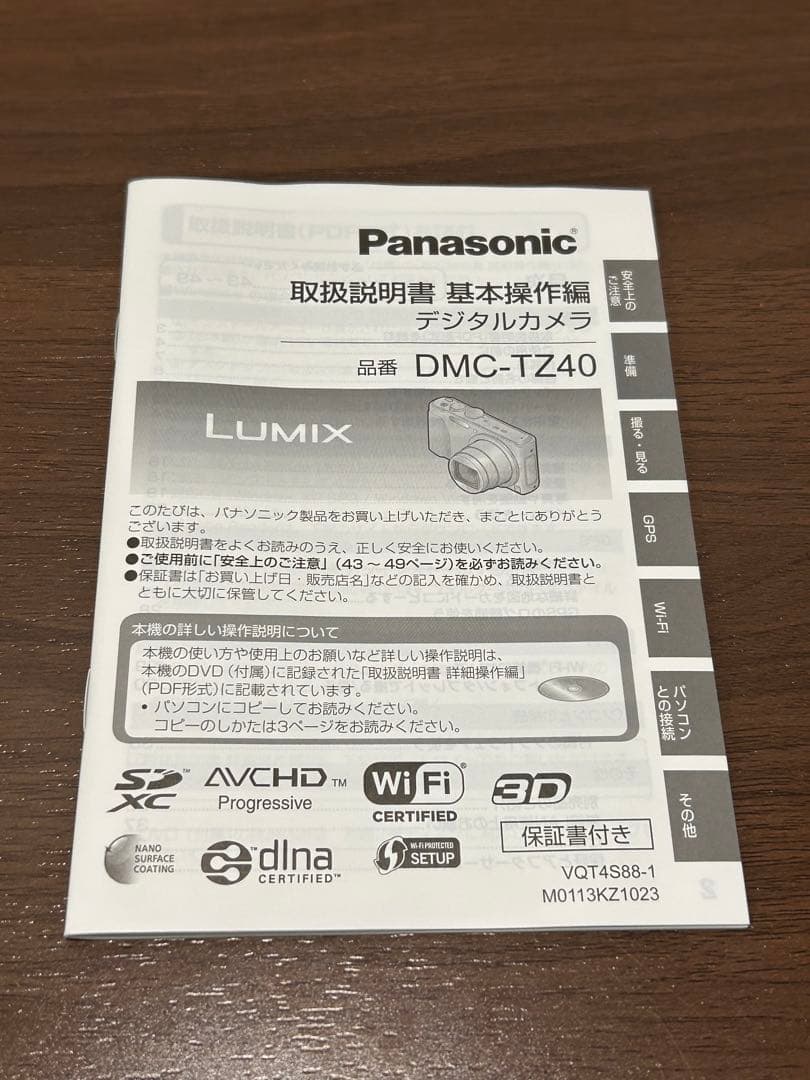 Panasonic®
取扱説明書 基本操作編
デジタルカメラ
品番 DMC-TZ40
LUMIX
このたびは、パナソニック製品をお買い上げいただき、まことにありがとう
ございます。
●取扱説明書をよくお読みのうえ、正しく安全にお使いください。
●ご使用前に「安全上のご注意」(43 ～ 49ページ)を必ずお読みください。
●保証書は「お買い上げ日・販売店名」などの記入を確かめ、取扱説明書と
ともに大切に保管してください。
本機の詳しい操作説明について
本機の使い方や使用上のお願いなど詳しい操作説明は、
本機のDVD(付属)に記録された「取扱説明書 詳細操作編」
(PDF形式)に記載されています。
• パソコンにコピーしてお読みください。
コピーのしかたは3ページをお読みください。
SD XC™
AVCHD™
Progressive
Wi Fi®
CERTIFIED
3D
NANO
SURFACE
COATING
dlna
CERTIFIED™
Wi-Fi PROTECTED
SETUP
保証書付き
VQT4S88-1
M0113KZ1023
安全上の
ご注意
準備
撮る・見る
GPS
Wi-Fi
パソコン
との接続
その他